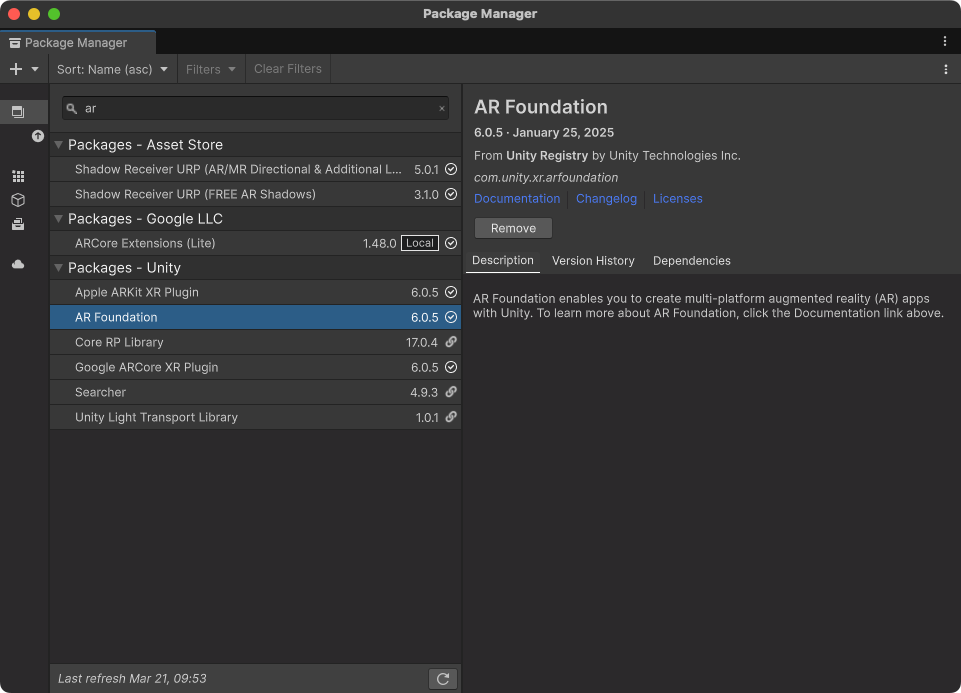 Package Manager
Package Manager
Sort: Name (asc)
Filters
Clear Filters
ar
Packages - Asset Store
Shadow Receiver URP (AR/MR Directional & Additional L... 5.0.1
Shadow Receiver URP (FREE AR Shadows) 3.1.0
Packages - Google LLC
ARCore Extensions (Lite) 1.48.0 Local
Packages - Unity
Apple ARKit XR Plugin 6.0.5
AR Foundation 6.0.5
Core RP Library 17.0.4
Google ARCore XR Plugin 6.0.5
Searcher 4.9.3
Unity Light Transport Library 1.0.1
Last refresh Mar 21, 09:53
AR Foundation
6.0.5 · January 25, 2025
From Unity Registry by Unity Technologies Inc.
com.unity.xr.arfoundation
Documentation Changelog Licenses
Remove
Description Version History Dependencies
AR Foundation enables you to create multi-platform augmented reality (AR) apps
with Unity. To learn more about AR Foundation, click the Documentation link above.